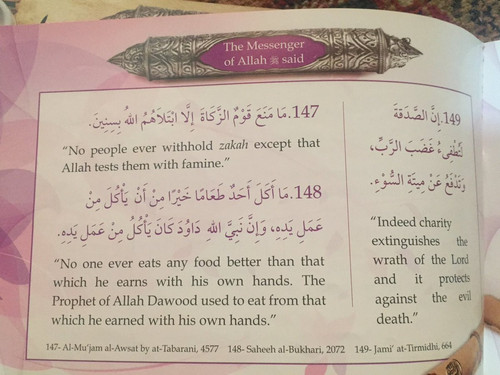 The Messenger
of Allah ﷺ said
147. مَا مَنَعَ قَوْمٌ الزَّكَاةَ إِلَّا ابْتَلَاهُمُ اللهُ بِسِنِينَ.
“No people ever withhold zakah except that
Allah tests them with famine.”
148. مَا أَكَلَ أَحَدٌ طَعَامًا خَيْرًا مِنْ أَنْ يَأْكُلَ مِنْ
عَمَلِ يَدِهِ، وَإِنَّ نَبِيَّ اللهِ دَاوُدَ كَانَ يَأْكُلُ مِنْ عَمَلِ يَدِهِ.
“No one ever eats any food better than that
which he earns with his own hands. The
Prophet of Allah Dawood used to eat from that
which he earned with his own hands.”
149. إِنَّ الصَّدَقَةَ
لَتُطْفِىءُ غَضَبَ الرَّبِّ،
وَتَدْفَعُ عَنْ مِيتَةِ السُّوْءِ.
“Indeed charity
extinguishes the
wrath of the Lord
and it protects
against the evil
death.”
147- Al-Mu‘jam al-Awsat by at-Tabarani, 4577 148- Saheeh al-Bukhari, 2072 149- Jami‘ at-Tirmidhi, 664